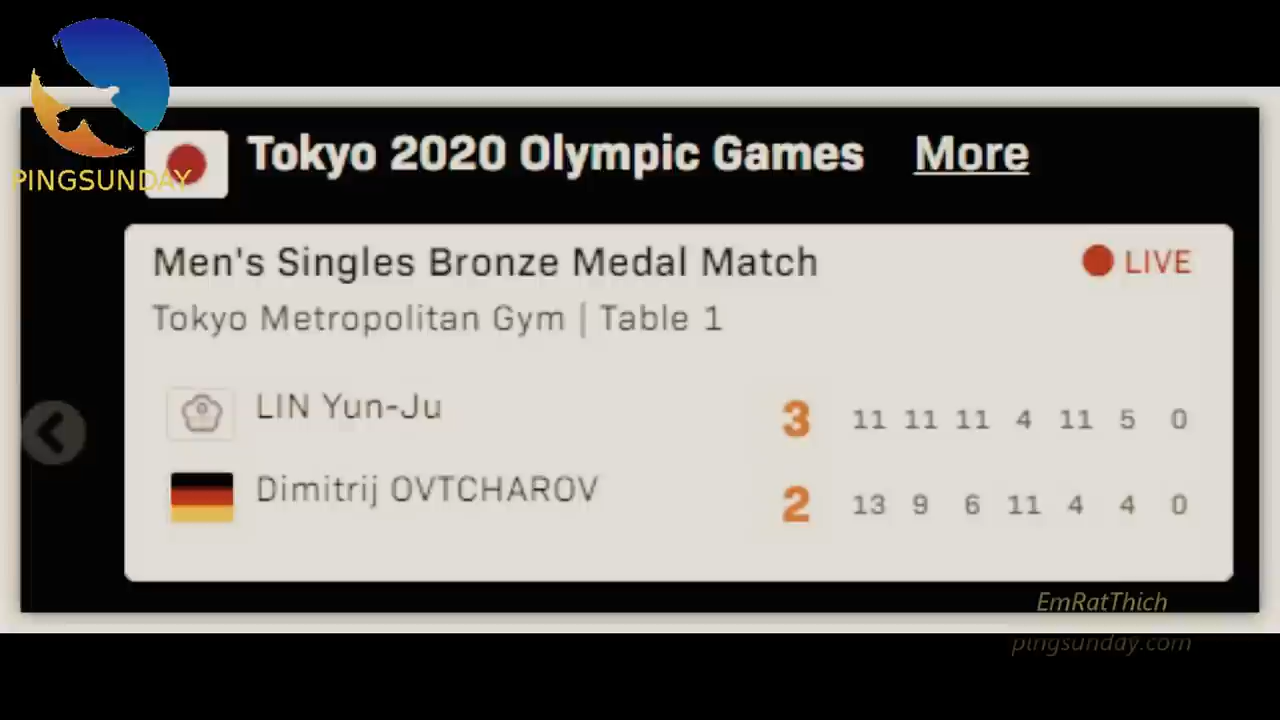 PINGSUNDAY
Tokyo 2020 Olympic Games More
Men's Singles Bronze Medal Match LIVE
Tokyo Metropolitan Gym | Table 1
LIN Yun-Ju 3 11 11 11 4 11 5 0
Dimitrij OVTCHAROV 2 13 9 6 11 4 4 0
EmRatThich
pingsunday.com